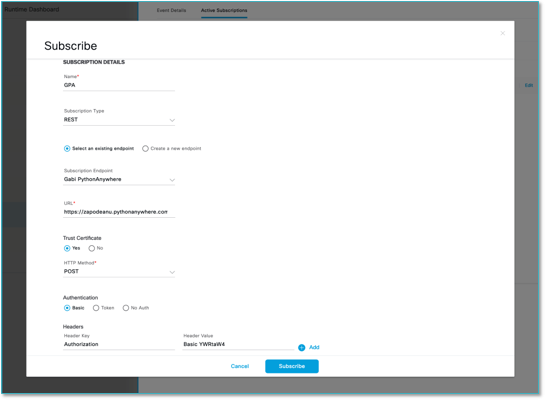 Runtime Dashboard
Event Details Active Subscriptions
Subscribe
Edit
SUBSCRIPTION DETAILS
Name*
GPA
Subscription Type
REST
Select an existing endpoint Create a new endpoint
Subscription Endpoint
Gabi PythonAnywhere
URL*
https://zapodeanu.pythonanywhere.com
Trust Certificate
Yes No
HTTP Method*
POST
Authentication
Basic Token No Auth
Headers
Header Key Header Value
Authorization Basic YWRtaW4 Add
Cancel Subscribe